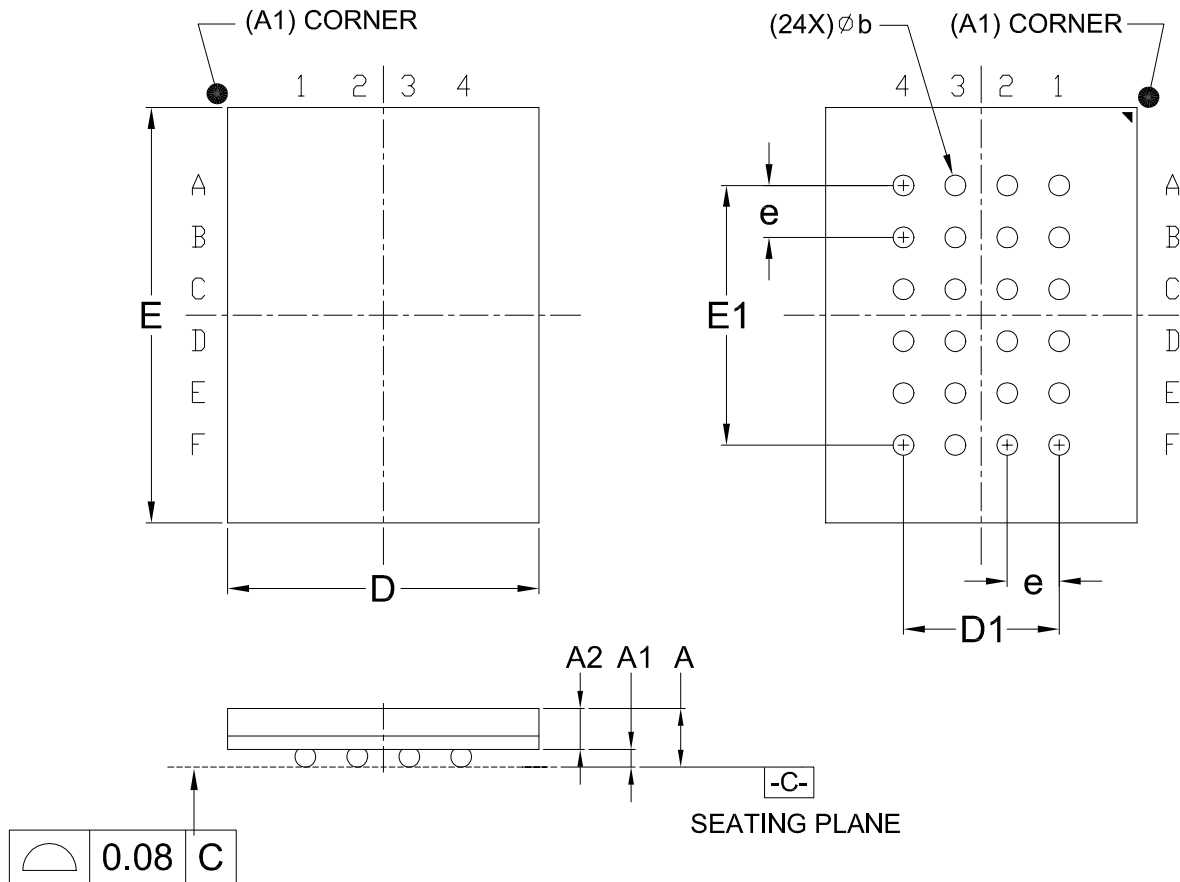 (A1) CORNER
(24X)⌀b
(A1) CORNER
1 2 3 4
4 3 2 1
A
B
C
D
E
F
E
D
A
B
C
D
E
F
e
E1
e
D1
A2 A1 A
-C-
SEATING PLANE
0.08 C